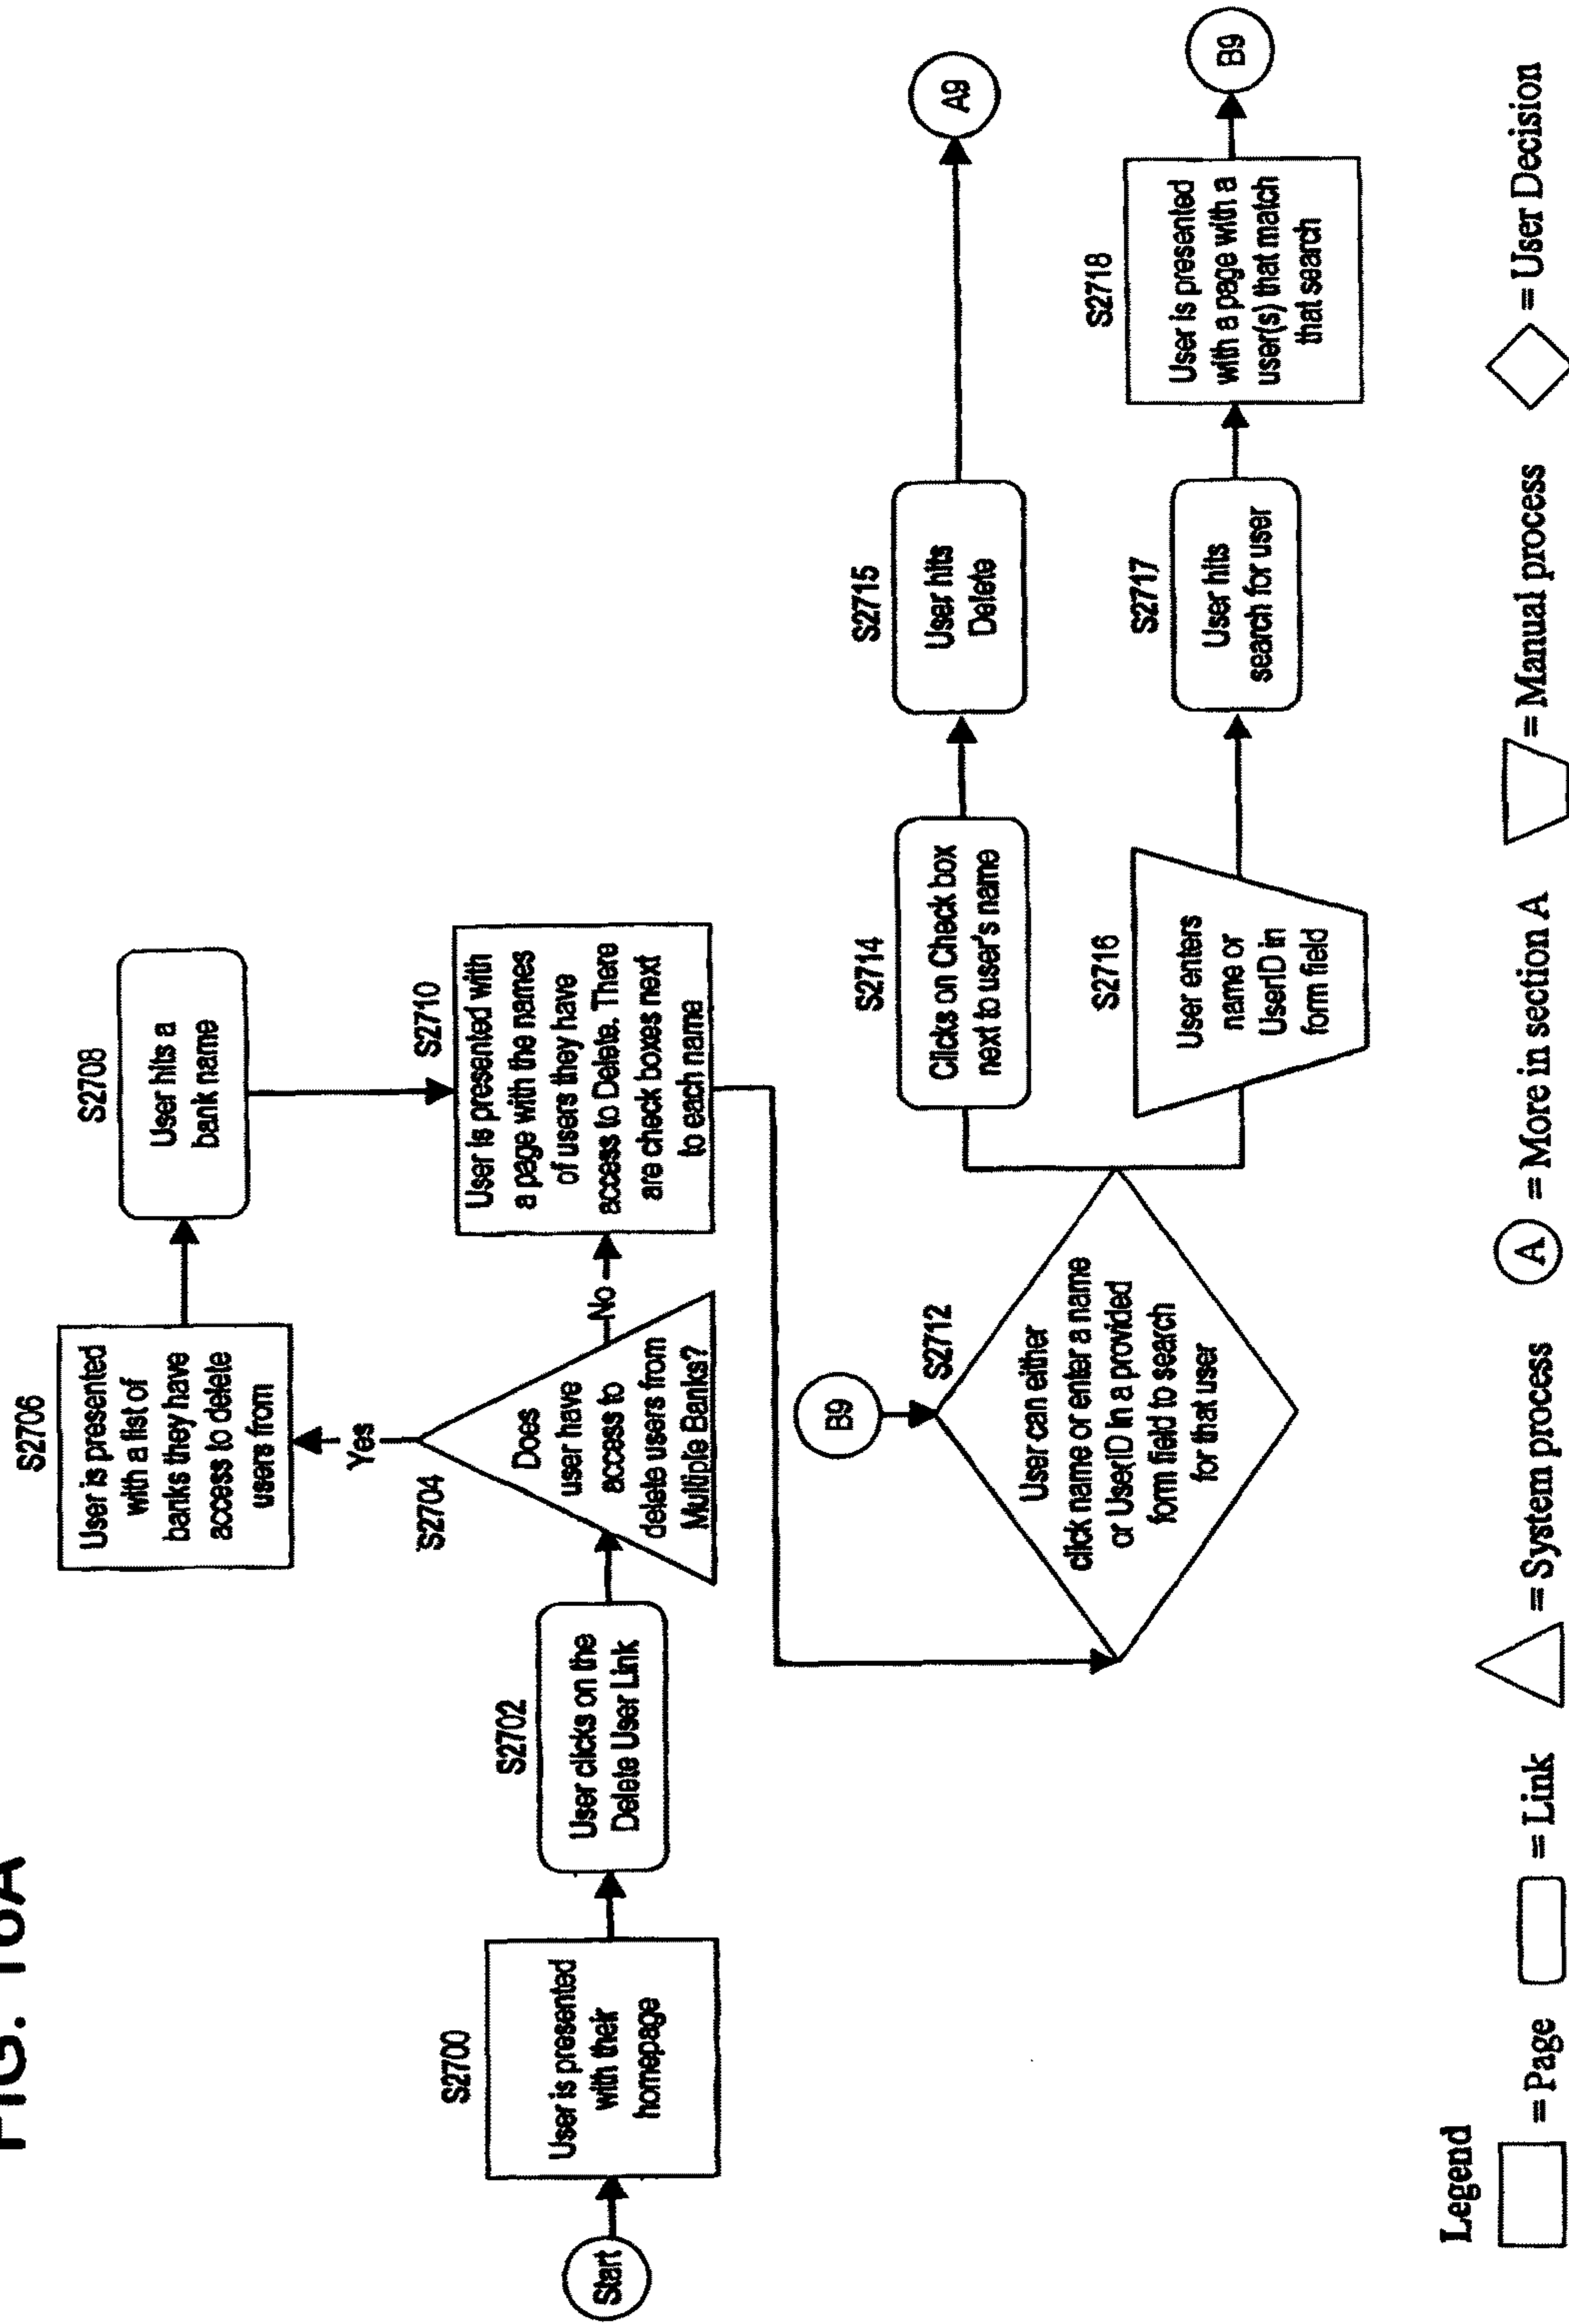 FIG. 16A
S2706
User is presented
with a list of
banks they have
access to delete
users from
S2708
User hits a
bank name
Yes
S2700
User is presented
with their
homepage
Start
S2702
User clicks on the
Delete User Link
S2704
Does
user have
access to
delete users from
Multiple Banks?
No
S2710
User is presented with
a page with the names
of users they have
access to Delete. There
are check boxes next
to each name
B9
S2712
User can either
click name or enter a name
or UserID in a provided
form field to search
for that user
S2714
Clicks on Check box
next to user's name
S2715
User hits
Delete
A9
S2716
User enters
name or
UserID in
form field
S2717
User hits
search for user
S2718
User is presented
with a page with a
user(s) that match
that search
B9
Legend
= Page
= Link
= System process
A
= More in section A
= Manual process
= User Decision